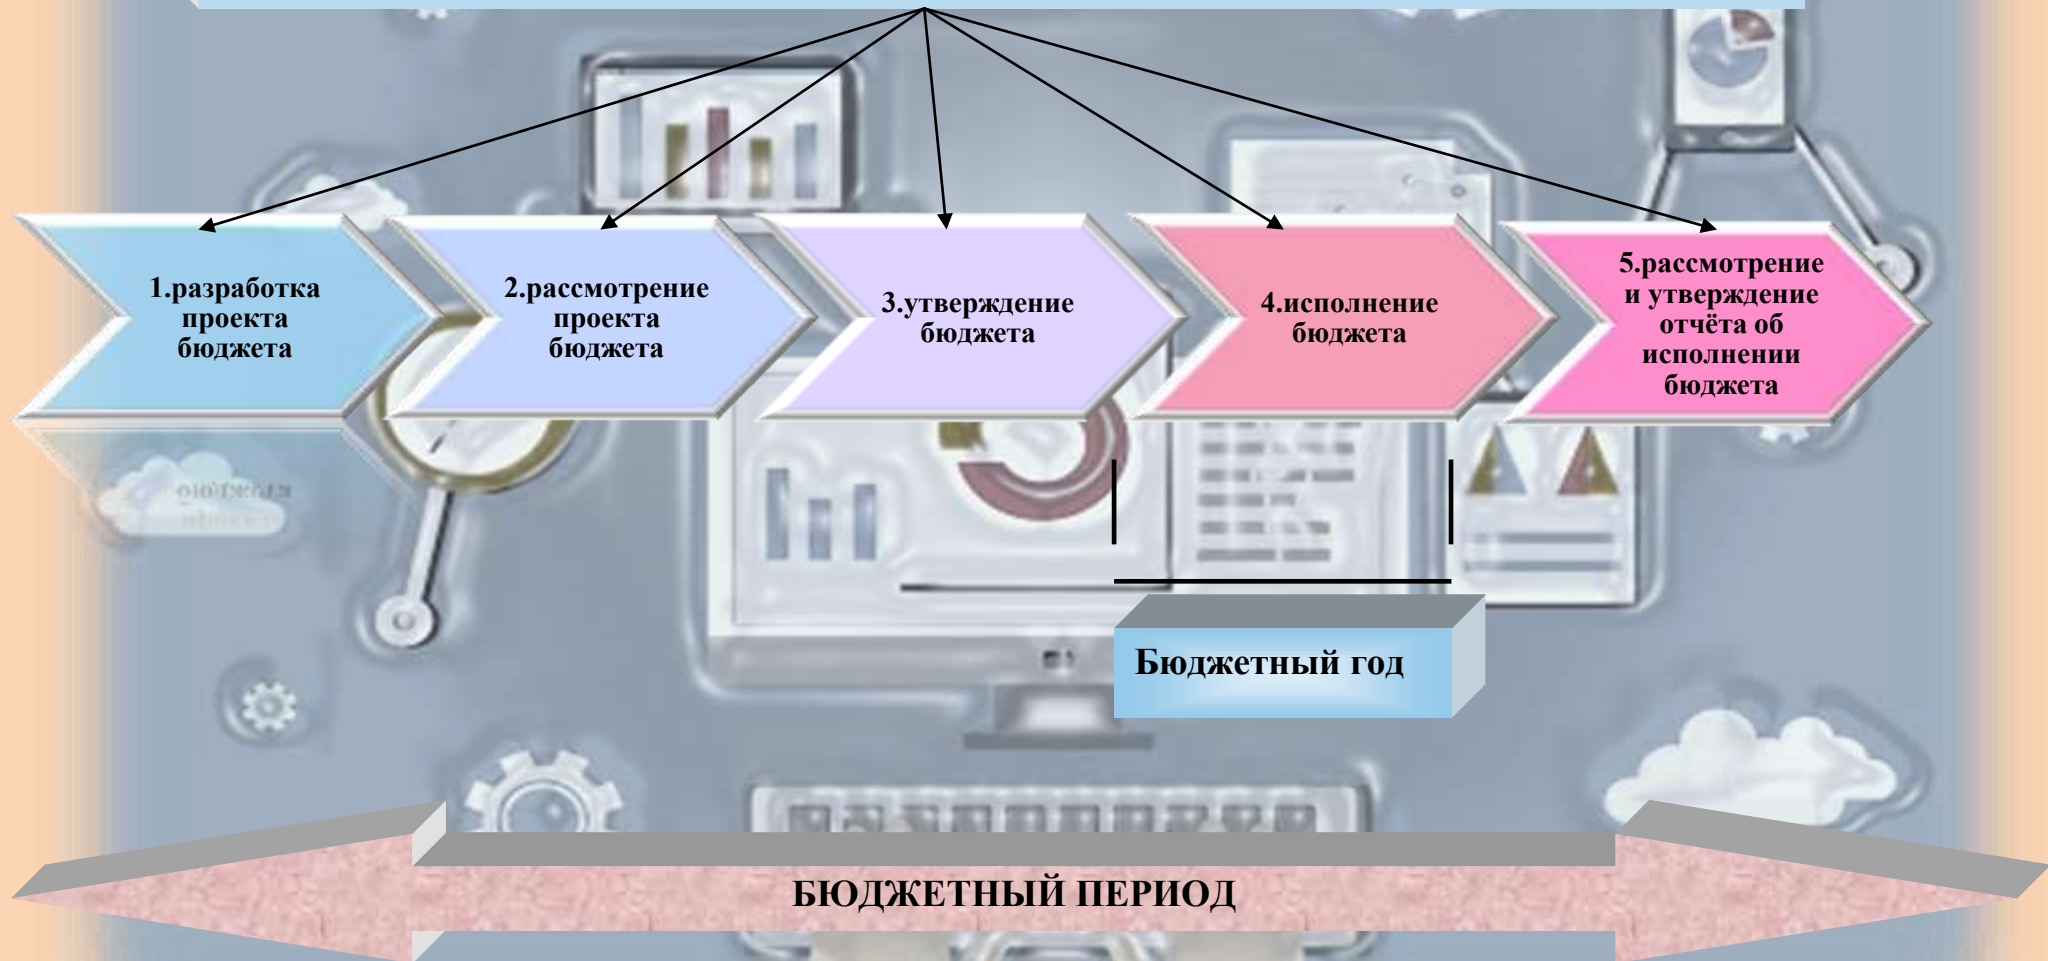 1.разработка
проекта
бюджета
2.рассмотрение
проекта
бюджета
3.утверждение
бюджета
4.исполнение
бюджета
5.рассмотрение
и утверждение
отчёта об
исполнении
бюджета
Бюджетный год
БЮДЖЕТНЫЙ ПЕРИОД